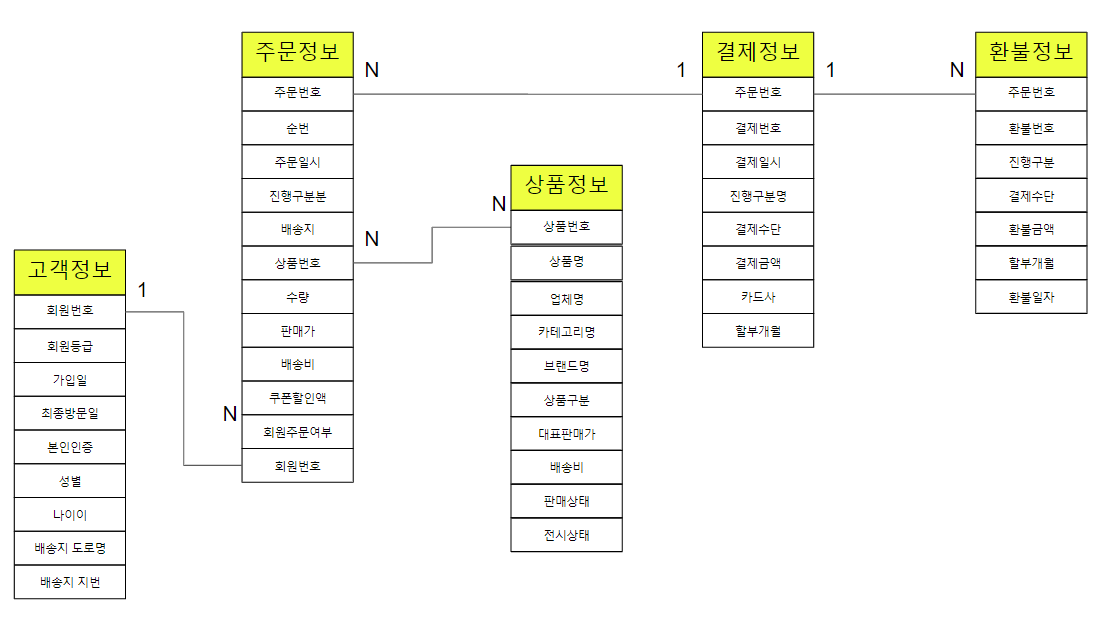 고객정보
1
회원번호
회원등급
가입일
최종방문일
본인인증
성별
나이이
배송지 도로명
배송지 지번
주문정보
N
주문번호
순번
주문일시
진행구분분
배송지
N
상품번호
수량
판매가
배송비
쿠폰할인액
N
회원주문여부
회원번호
상품정보
N
상품번호
상품명
업체명
카테고리명
브랜드명
상품구분
대표판매가
배송비
판매상태
전시상태
1
결제정보
1
주문번호
결제번호
결제일시
진행구분명
결제수단
결제금액
카드사
할부개월
N
환불정보
주문번호
환불번호
진행구분
결제수단
환불금액
할부개월
환불일자